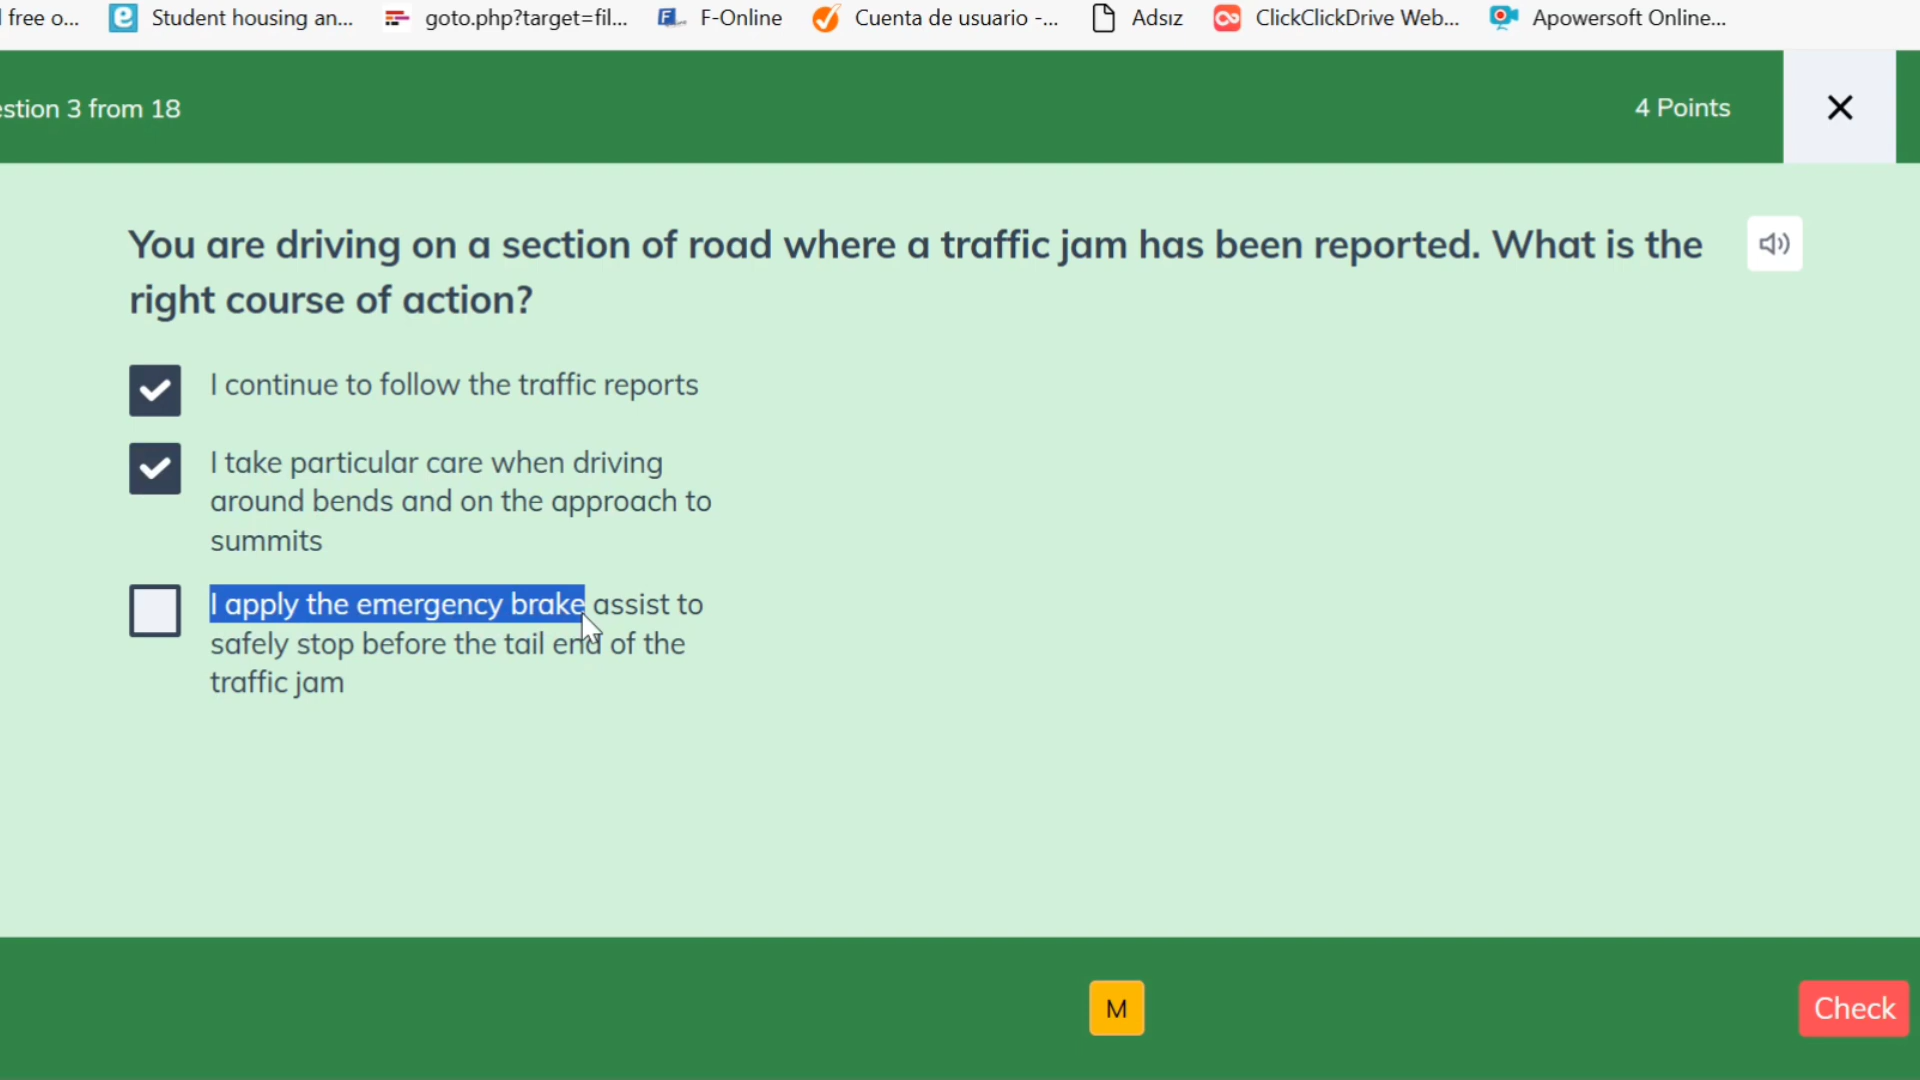 free o... Student housing an... goto.php?target=fil... F-Online Cuenta de usuario -... Adsız ClickClickDrive Web... Apowersoft Online...
stion 3 from 18
4 Points
You are driving on a section of road where a traffic jam has been reported. What is the
right course of action?
I continue to follow the traffic reports
I take particular care when driving
around bends and on the approach to
summits
I apply the emergency brake assist to
safely stop before the tail end of the
traffic jam
M
Check